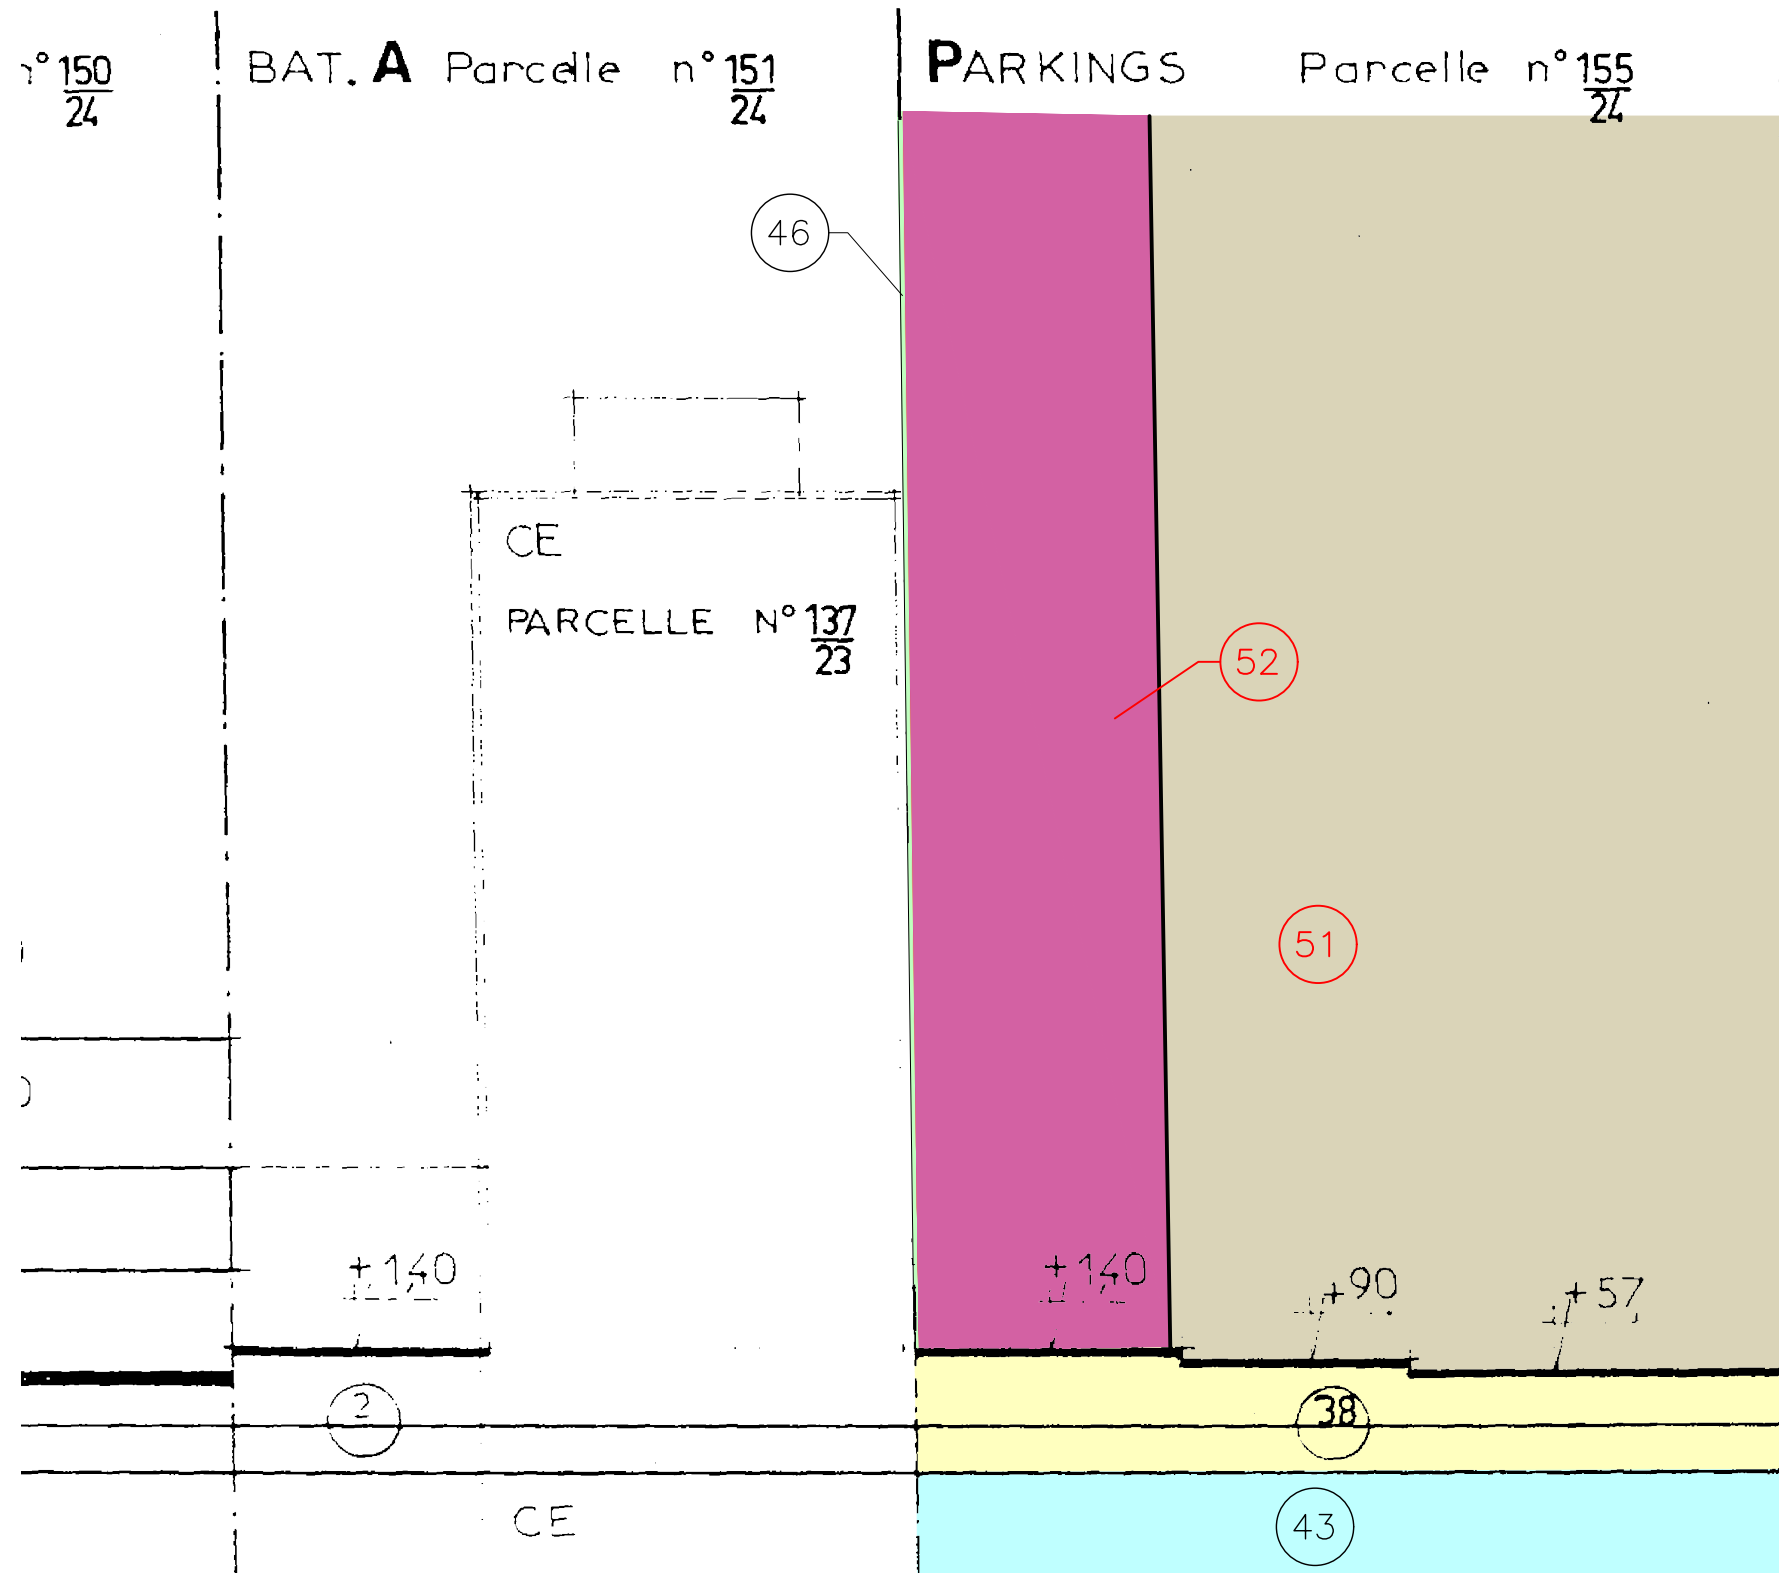 n° 150/24 BAT. A Parcelle n° 151/24 PARKINGS Parcelle n° 155/24
46
CE
PARCELLE N° 137/23
52
51
+140 +140 +90 +57
2 38
CE 43